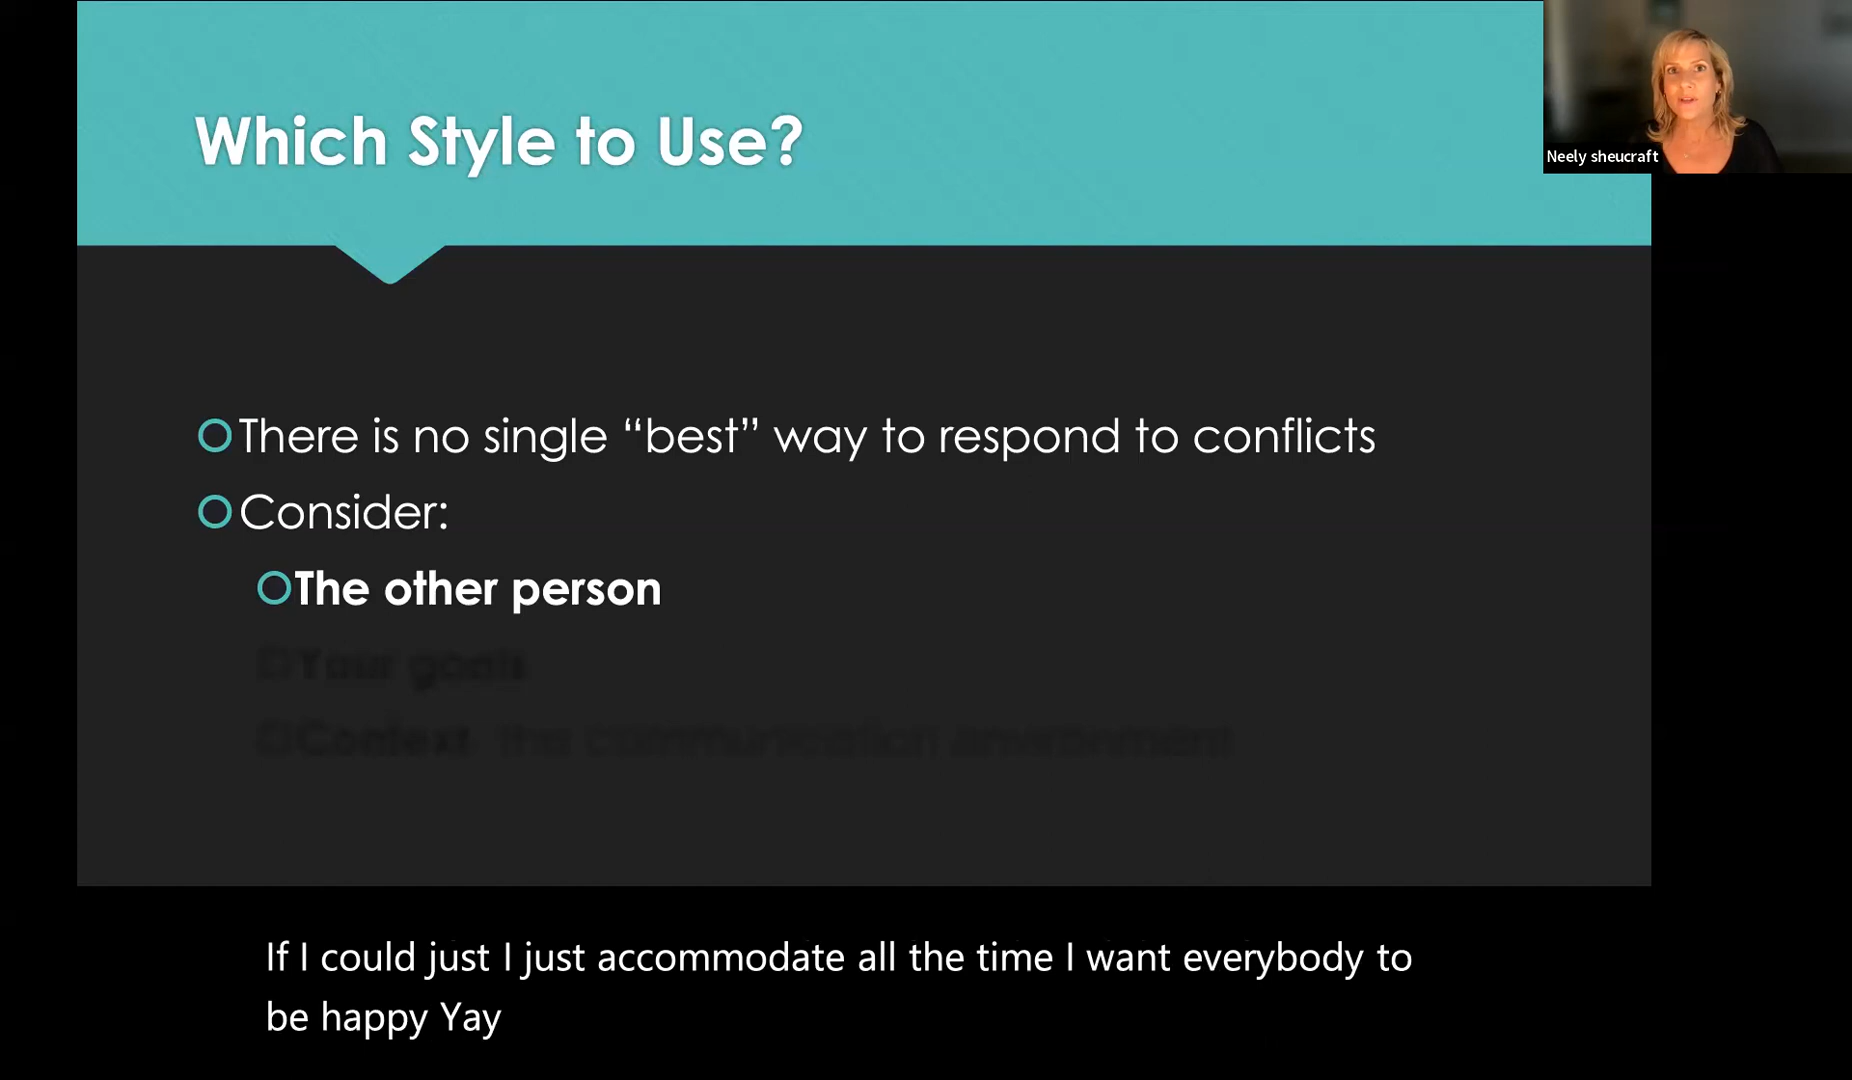 Which Style to Use?
Neely sheucraft
There is no single “best” way to respond to conflicts
Consider:
The other person
Your goals
Context the communication environment
If I could just I just accommodate all the time I want everybody to
be happy Yay